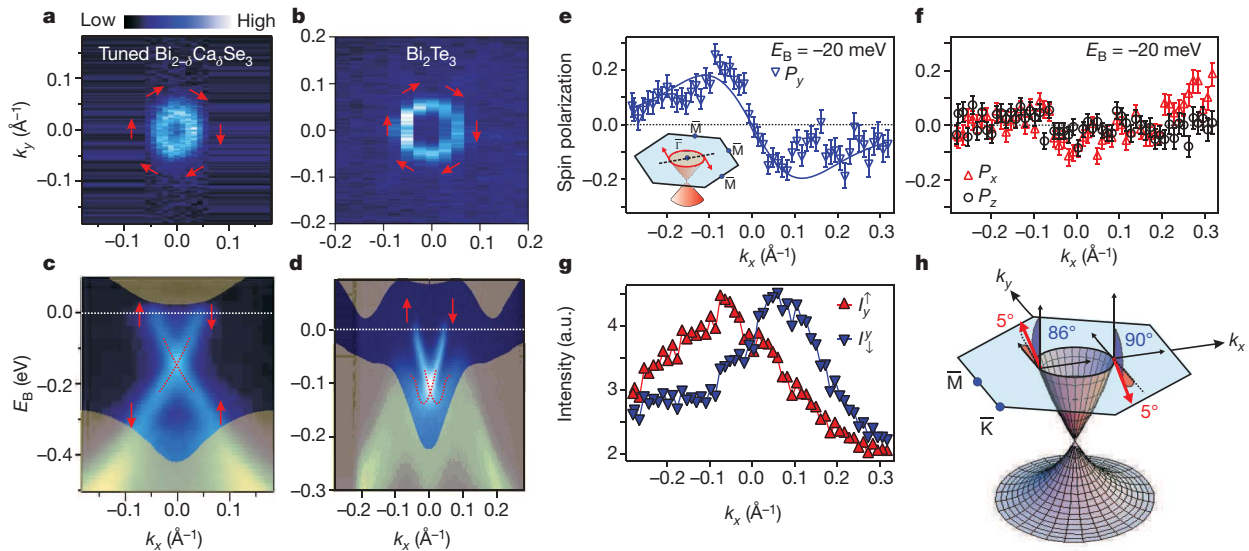 a
Low
High
Tuned Bi2–δCaδSe3
0.1
0.0
–0.1
ky (Å–1)
–0.1
0.0
0.1
b
Bi2Te3
0.2
0.1
0.0
–0.1
–0.2
–0.2
–0.1
0.0
0.1
0.2
c
0.0
–0.2
–0.4
EB (eV)
–0.1
0.0
0.1
kx (Å–1)
d
0.0
–0.1
–0.2
–0.3
–0.2
–0.1
0.0
0.1
0.2
kx (Å–1)
e
EB = –20 meV
Py
0.2
0.0
–0.2
Spin polarization
Γ̅
M̅
M̅
M̅
–0.2
–0.1
0.0
0.1
0.2
0.3
kx (Å–1)
f
EB = –20 meV
0.2
0.0
–0.2
Px
Pz
–0.2
–0.1
0.0
0.1
0.2
0.3
kx (Å–1)
g
I↑y
Iy↓
4
3
2
Intensity (a.u.)
–0.2
–0.1
0.0
0.1
0.2
0.3
kx (Å–1)
h
ky
kx
5°
86°
90°
5°
M̅
K̅